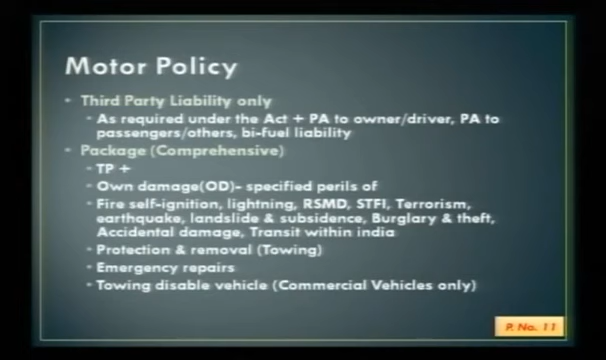 Motor Policy
Third Party Liability only
As required under the Act + PA to owner/driver, PA to
passengers/others, bi-fuel liability
Package (Comprehensive)
TP +
Own damage(OD)- specified perils of
Fire self-ignition, lightning, RSMD, STFI, Terrorism,
earthquake, landslide & subsidence, Burglary & theft,
Accidental damage, Transit within india
Protection & removal (Towing)
Emergency repairs
Towing disable vehicle (Commercial Vehicles only)
P. No. 11